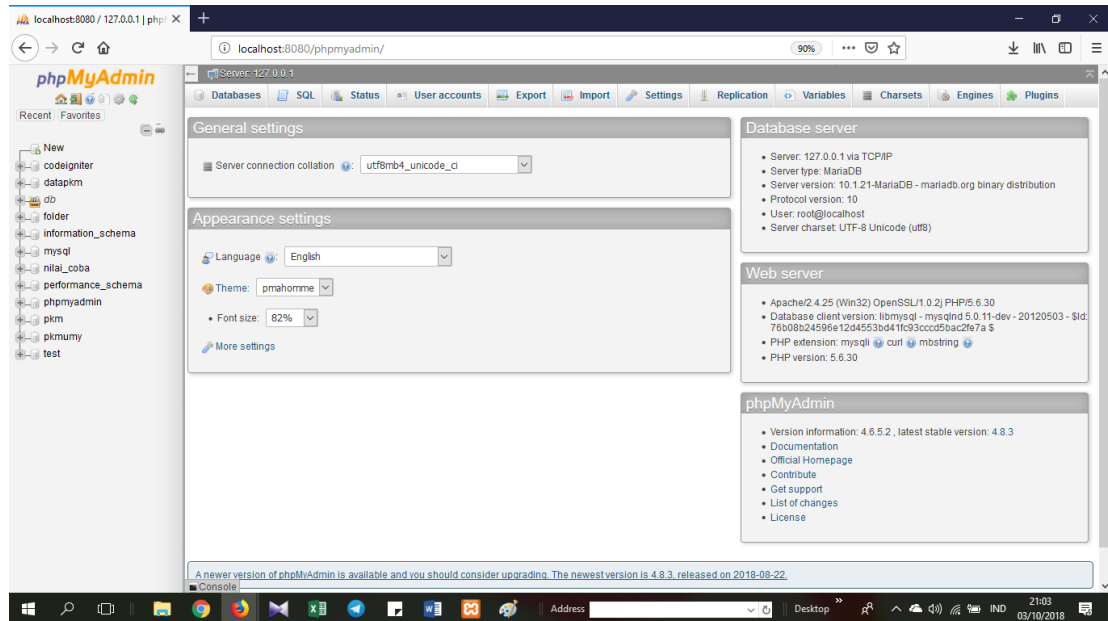 localhost:8080 / 127.0.0.1 | php
localhost:8080/phpmyadmin/
90%
phpMyAdmin
Recent Favorites
New
codeigniter
datapkm
db
folder
information_schema
mysql
nilai_coba
performance_schema
phpmyadmin
pkm
pkmumy
test
Server: 127.0.0.1
Databases SQL Status User accounts Export Import Settings Replication Variables Charsets Engines Plugins
General settings
Server connection collation : utf8mb4_unicode_ci
Appearance settings
Language : English
Theme: pmahomme
Font size: 82%
More settings
Database server
Server: 127.0.0.1 via TCP/IP
Server type: MariaDB
Server version: 10.1.21-MariaDB - mariadb.org binary distribution
Protocol version: 10
User: root@localhost
Server charset: UTF-8 Unicode (utf8)
Web server
Apache/2.4.25 (Win32) OpenSSL/1.0.2j PHP/5.6.30
Database client version: libmysql - mysqlnd 5.0.11-dev - 20120503 - $Id:
76b08b24596e12d4553bd41fc93cccd5bac2fe7a $
PHP extension: mysqli curl mbstring
PHP version: 5.6.30
phpMyAdmin
Version information: 4.6.5.2 , latest stable version: 4.8.3
Documentation
Official Homepage
Contribute
Get support
List of changes
License
A newer version of phpMyAdmin is available and you should consider upgrading. The newest version is 4.8.3, released on 2018-08-22.
Console
Address
Desktop
IND
21:03
03/10/2018